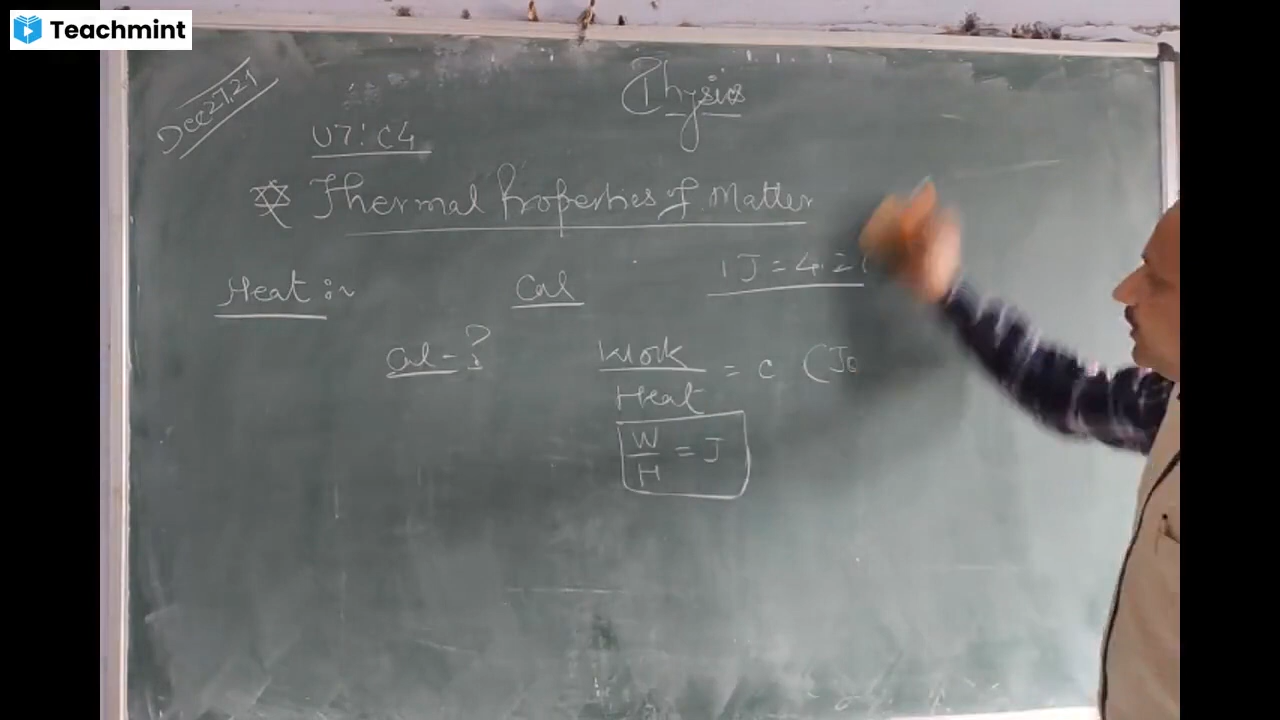 Teachmint
Dec 27, 21
Physics
U7: C4
Thermal Properties of Matter
Heat :~
Cal
1 J = 4.2
Cal - ?
Work
Heat
= c (Jo
W
H
= J